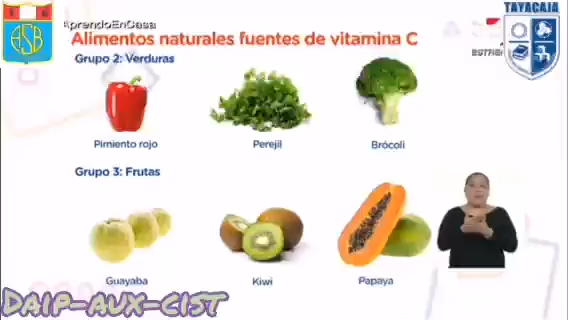 #AprendoEnCasa
TAYACAJA
ASB
Alimentos naturales fuentes de vitamina C
Grupo 2: Verduras
Pimiento rojo
Perejil
Brócoli
Grupo 3: Frutas
Guayaba
Kiwi
Papaya
DAIP-AUX-CIST